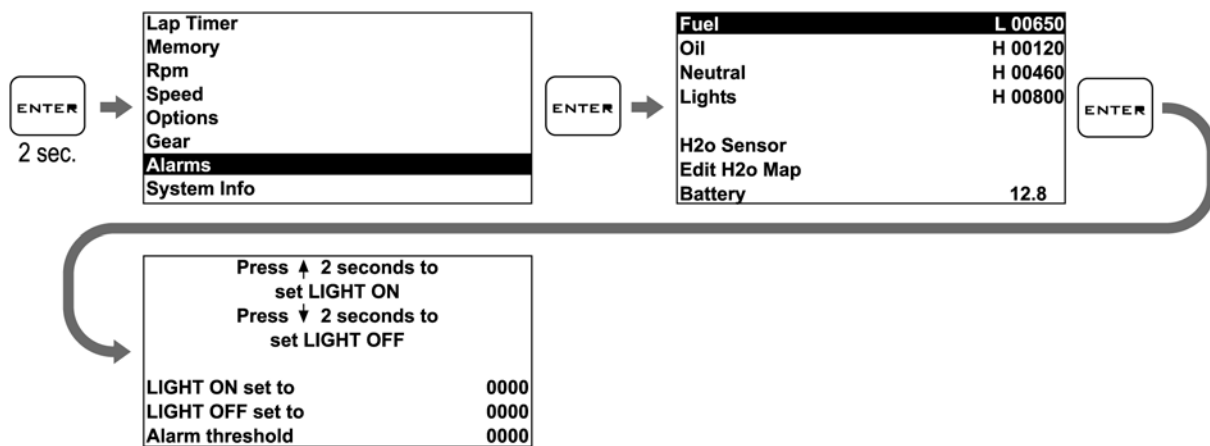 ENTER
2 sec.
Lap Timer
Memory
Rpm
Speed
Options
Gear
Alarms
System Info
ENTER
Fuel L 00650
Oil H 00120
Neutral H 00460
Lights H 00800
H2o Sensor
Edit H2o Map
Battery 12.8
ENTER
Press ↑ 2 seconds to
set LIGHT ON
Press ↓ 2 seconds to
set LIGHT OFF
LIGHT ON set to 0000
LIGHT OFF set to 0000
Alarm threshold 0000